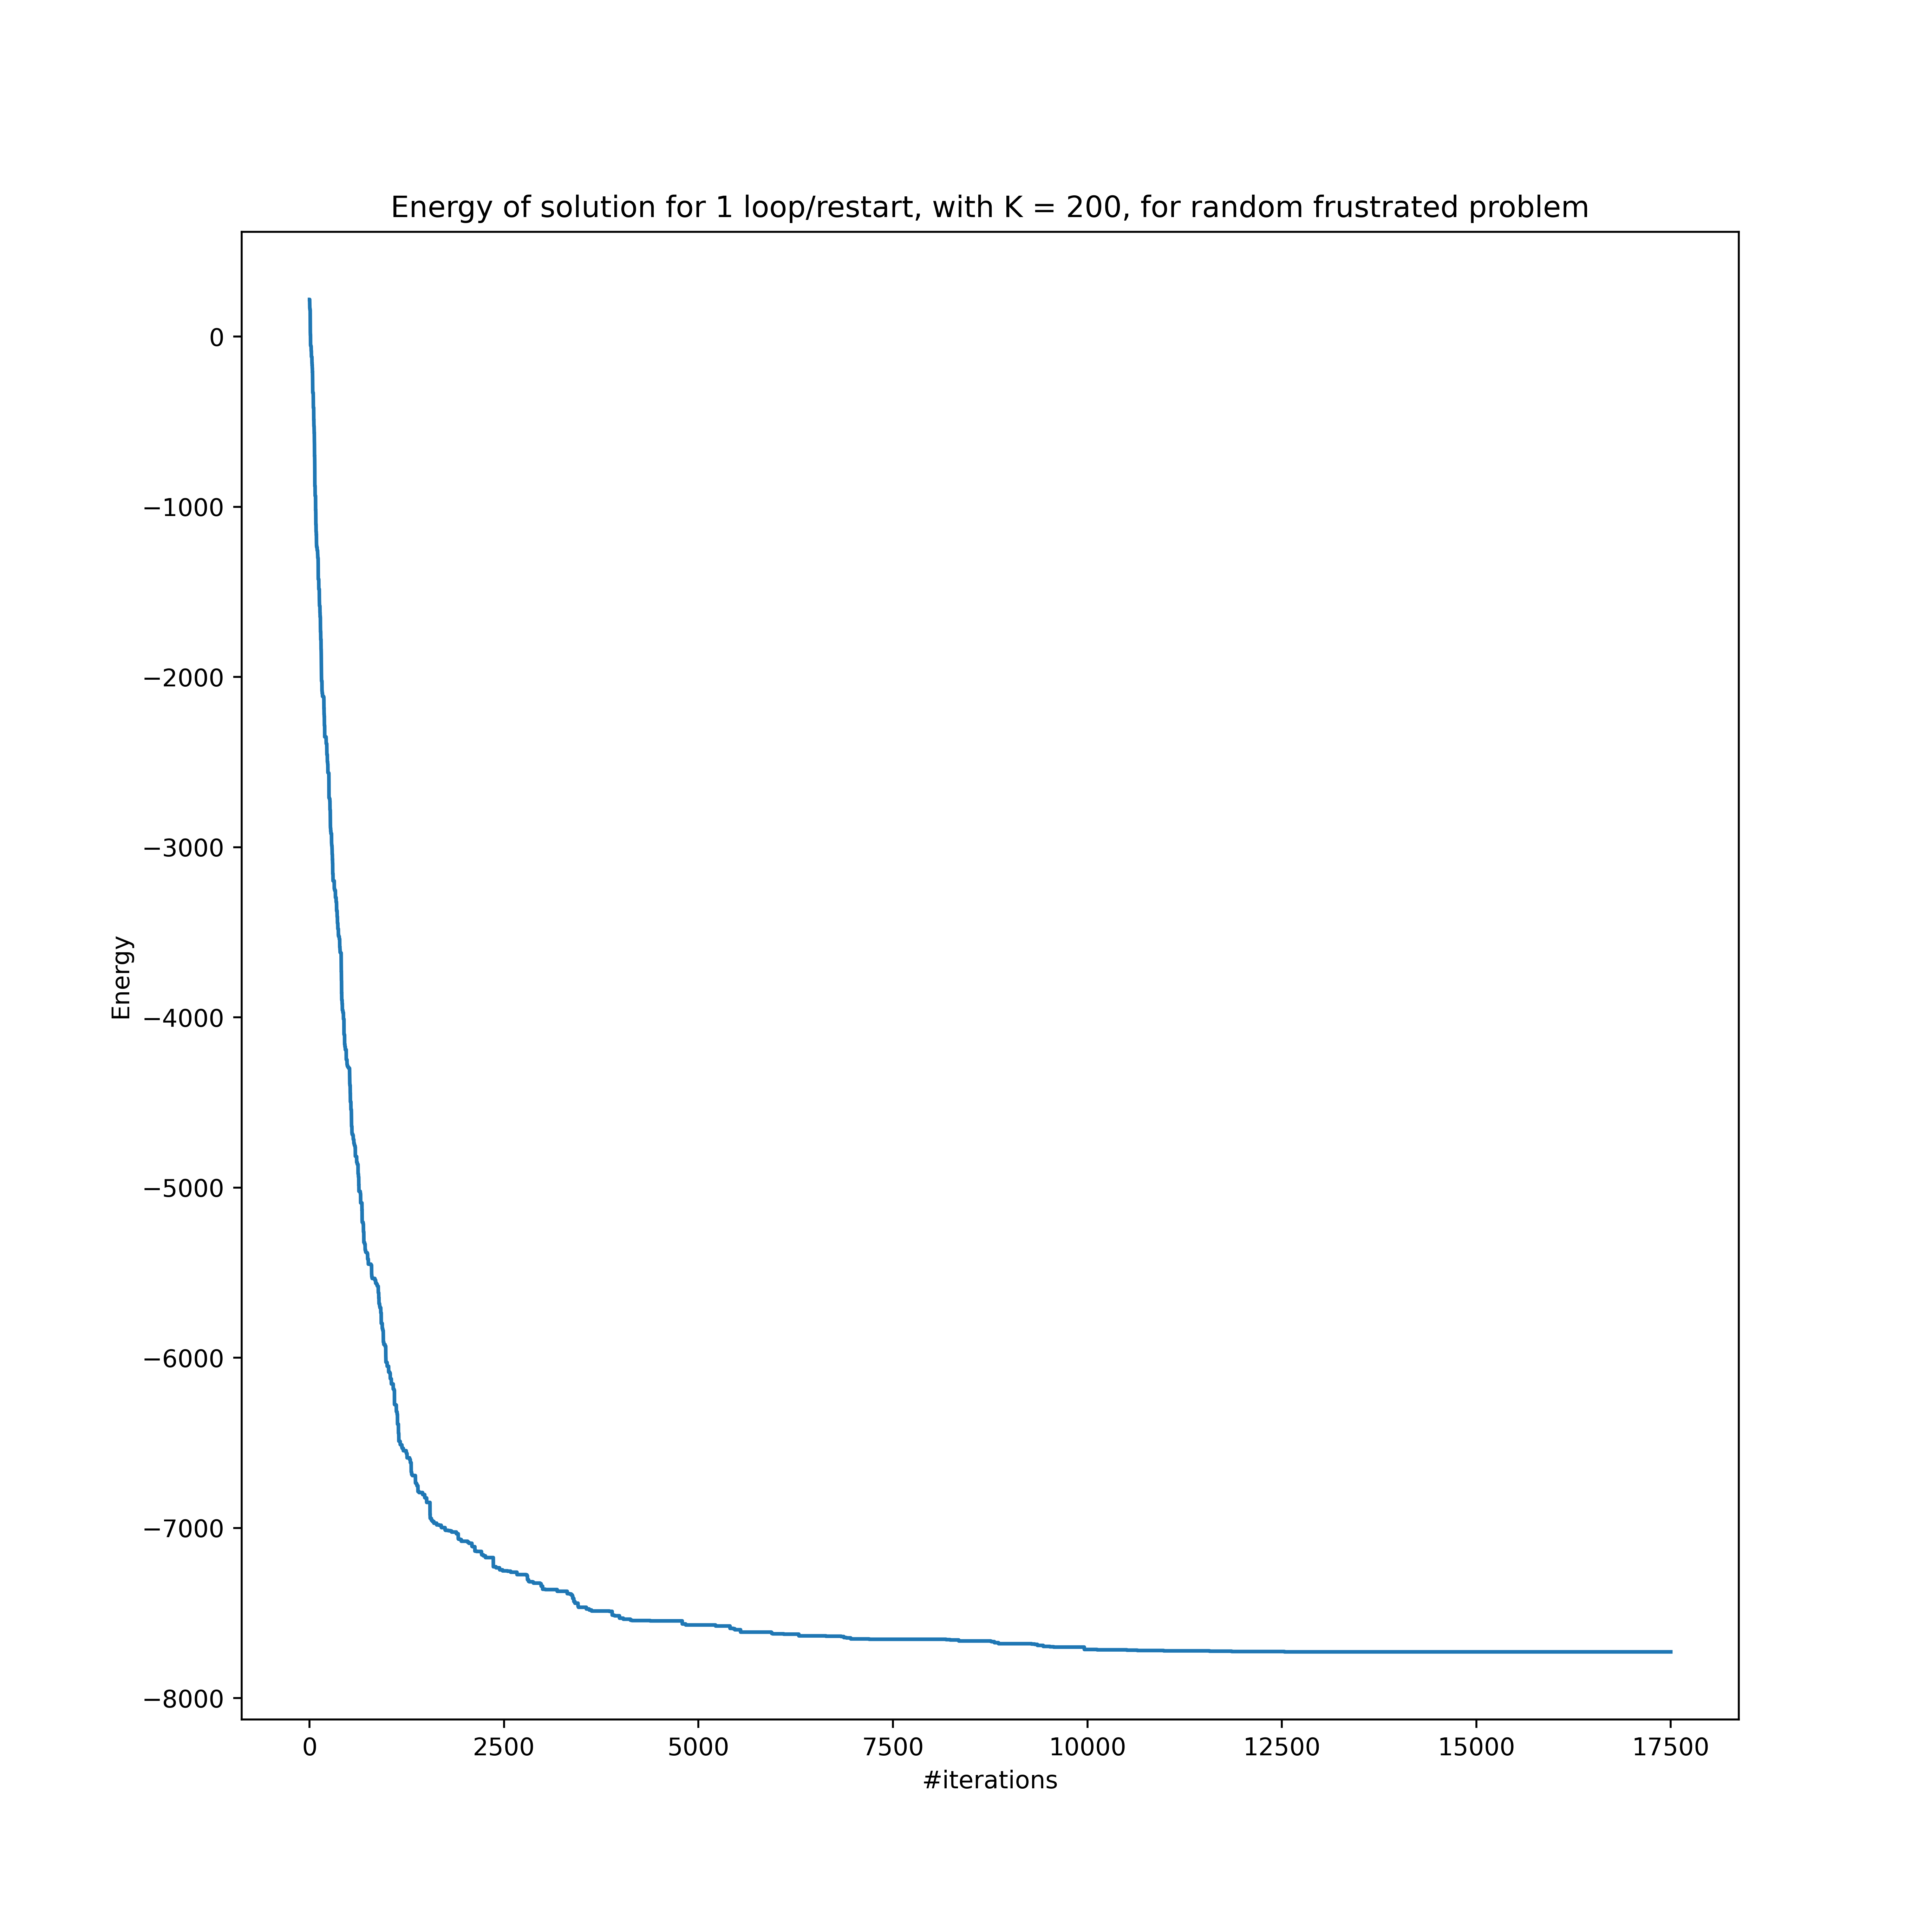 Energy of solution for 1 loop/restart, with K = 200, for random frustrated problem
0
−1000
−2000
−3000
Energy
−4000
−5000
−6000
−7000
−8000
0 2500 5000 7500 10000 12500 15000 17500
#iterations